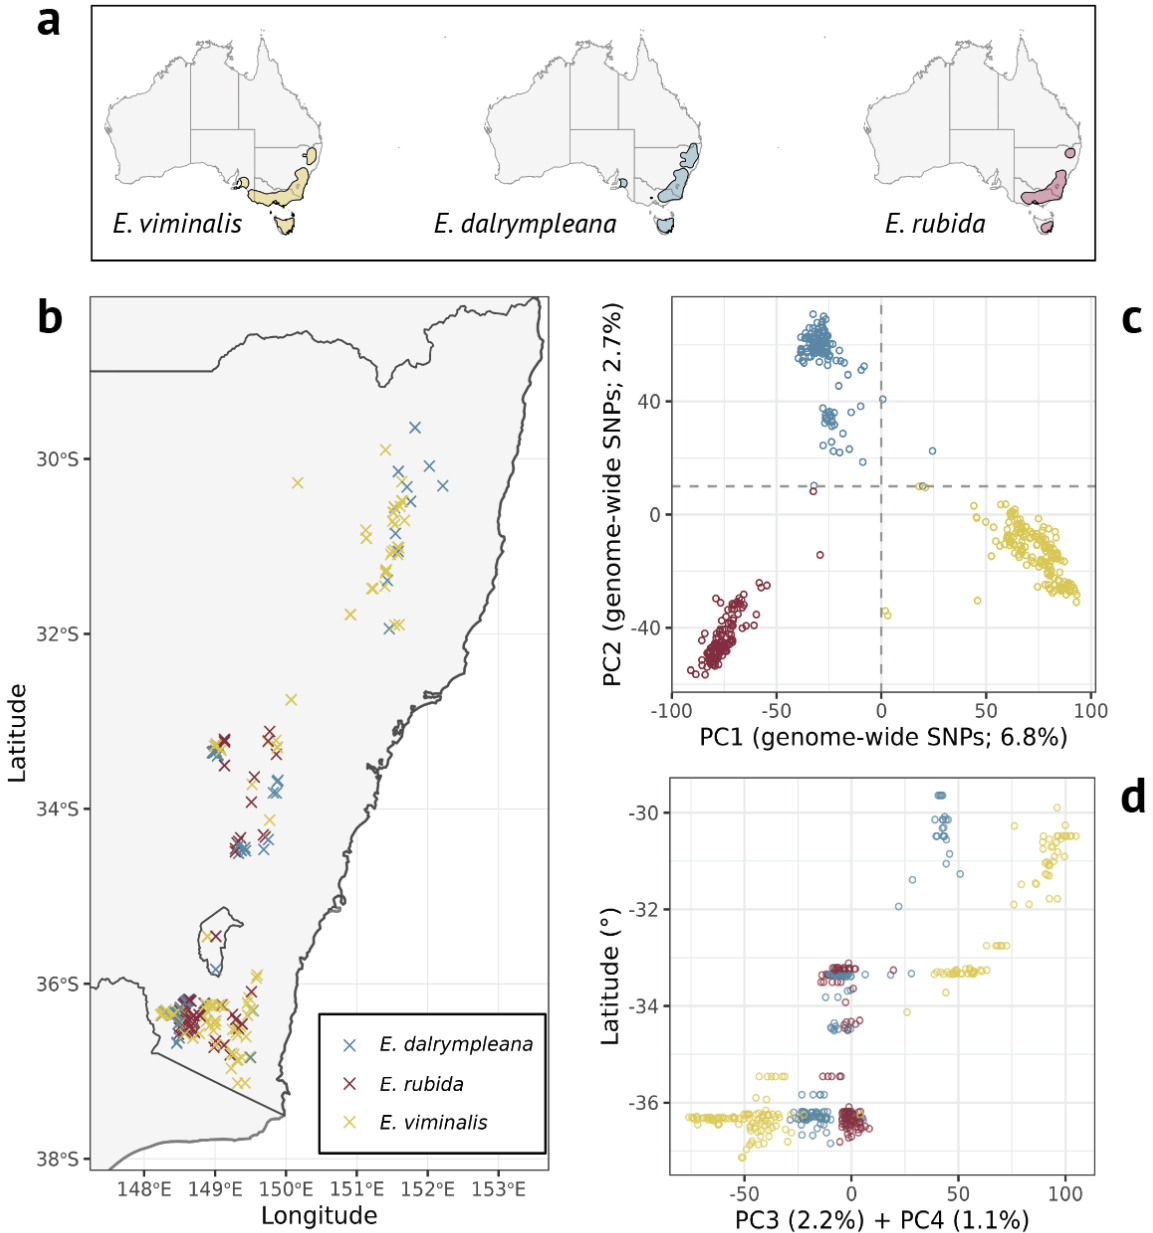 a
E. viminalis
E. dalrympleana
E. rubida
b
Latitude
30°S
32°S
34°S
36°S
38°S
148°E 149°E 150°E 151°E 152°E 153°E
Longitude
E. dalrympleana
E. rubida
E. viminalis
c
PC2 (genome-wide SNPs; 2.7%)
40
0
-40
-100 -50 0 50 100
PC1 (genome-wide SNPs; 6.8%)
d
Latitude (°)
-30
-32
-34
-36
-50 0 50 100
PC3 (2.2%) + PC4 (1.1%)